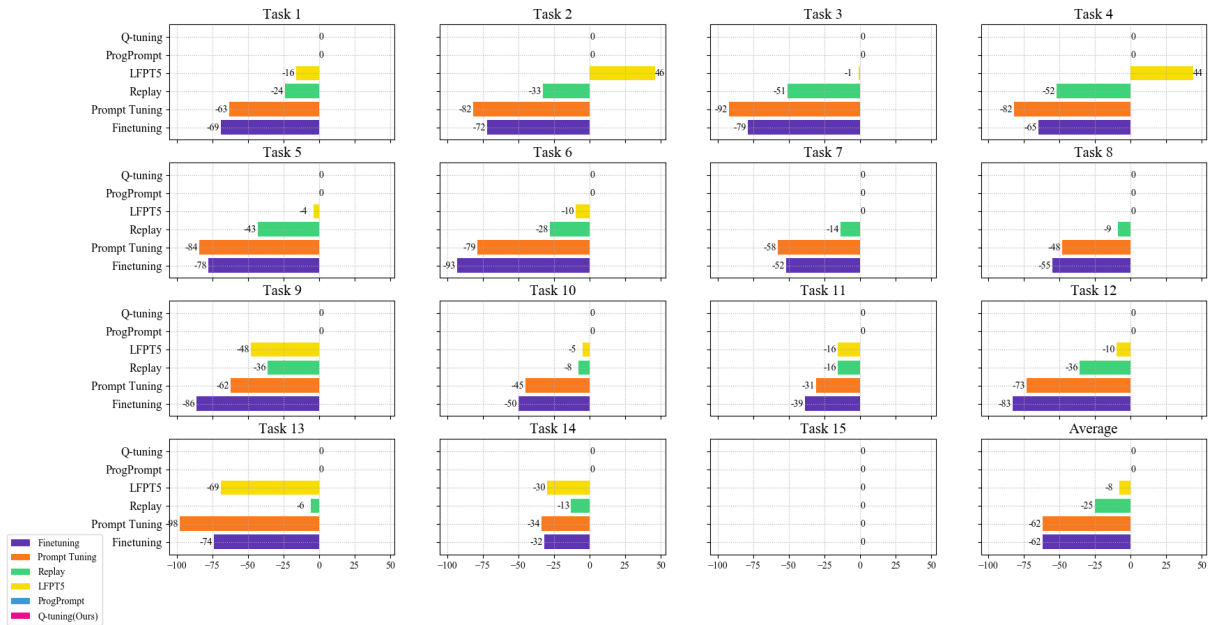 Task 1 Task 2 Task 3 Task 4
Q-tuning 0 0 0 0
ProgPrompt 0 0 0 0
LFPT5 -16 46 -1 44
Replay -24 -33 -51 -52
Prompt Tuning -63 -82 -92 -82
Finetuning -69 -72 -79 -65
Task 5 Task 6 Task 7 Task 8
Q-tuning 0 0 0 0
ProgPrompt 0 0 0 0
LFPT5 -4 -10 0 0
Replay -43 -28 -14 -9
Prompt Tuning -84 -79 -58 -48
Finetuning -78 -93 -52 -55
Task 9 Task 10 Task 11 Task 12
Q-tuning 0 0 0 0
ProgPrompt 0 0 0 0
LFPT5 -48 -5 -16 -10
Replay -36 -8 -16 -36
Prompt Tuning -62 -45 -31 -73
Finetuning -86 -50 -39 -83
Task 13 Task 14 Task 15 Average
Q-tuning 0 0 0 0
ProgPrompt 0 0 0 0
LFPT5 -69 -30 0 -8
Replay -6 -13 0 -25
Prompt Tuning -98 -34 0 -62
Finetuning -74 -32 0 -62
−100 −75 −50 −25 0 25 50 −100 −75 −50 −25 0 25 50 −100 −75 −50 −25 0 25 50 −100 −75 −50 −25 0 25 50
Finetuning
Prompt Tuning
Replay
LFPT5
ProgPrompt
Q-tuning(Ours)